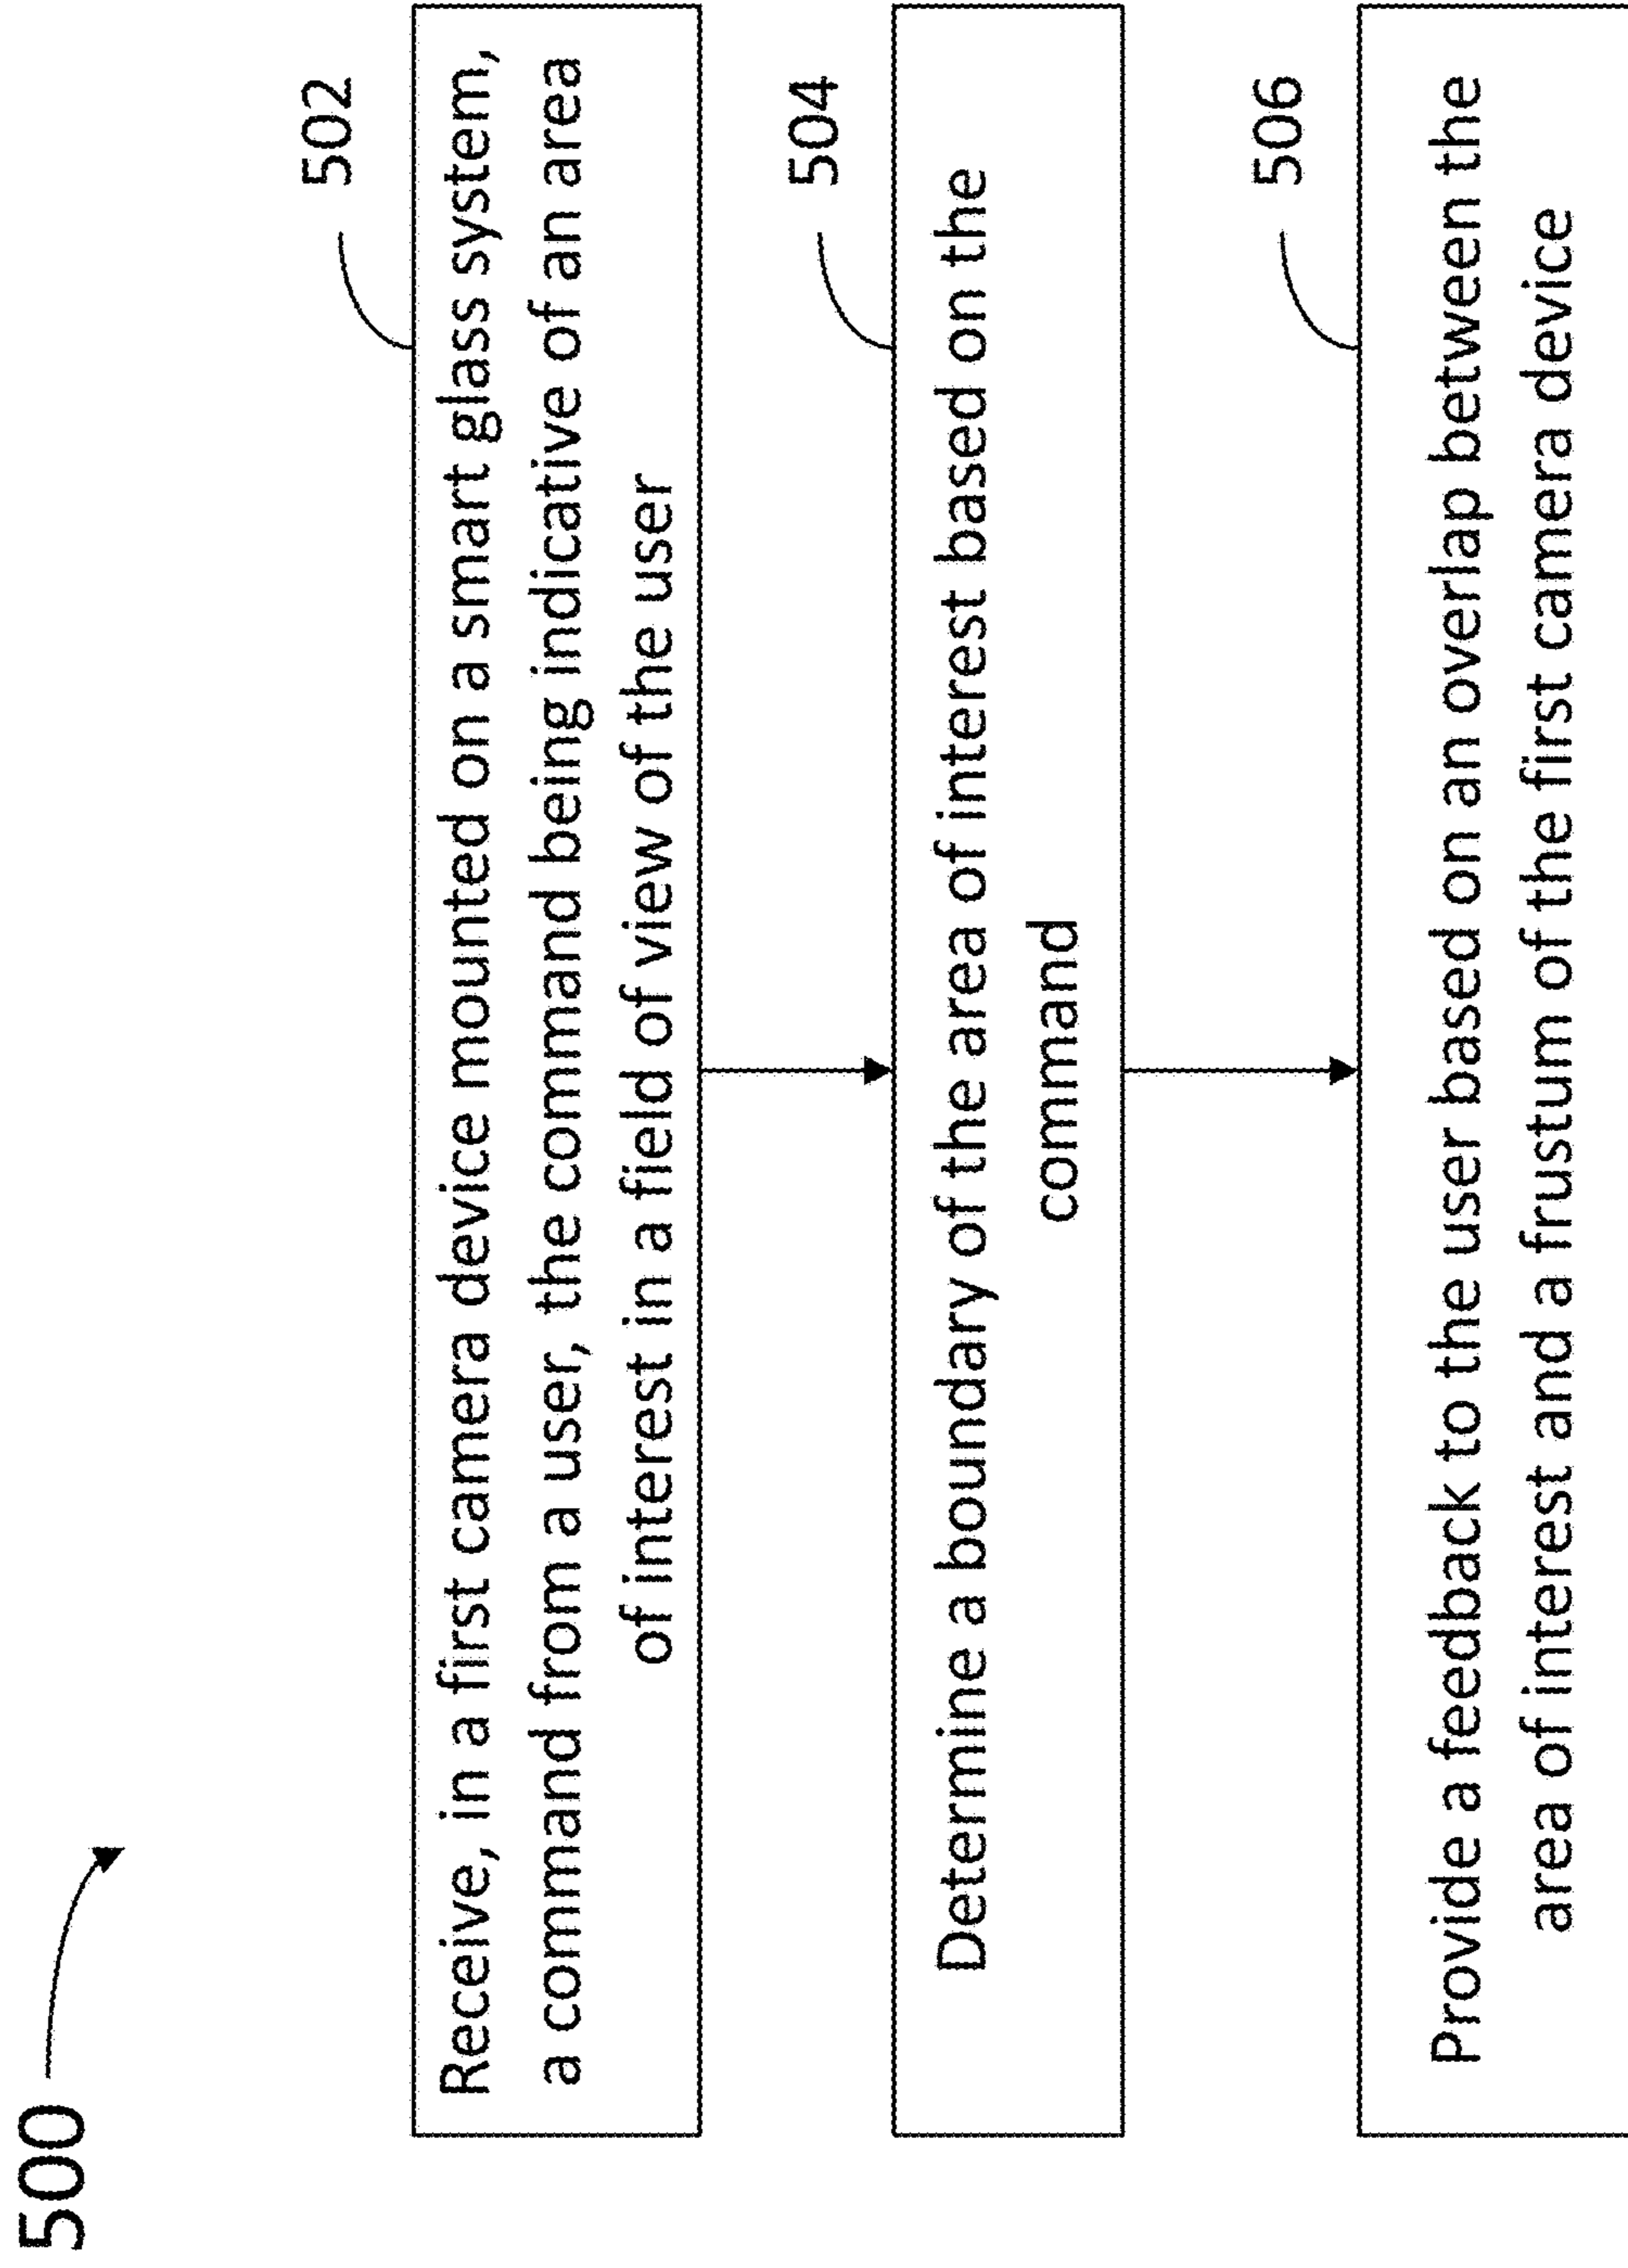 500
502
Receive, in a first camera device mounted on a smart glass system,
a command from a user, the command being indicative of an area
of interest in a field of view of the user
504
Determine a boundary of the area of interest based on the
command
506
Provide a feedback to the user based on an overlap between the
area of interest and a frustum of the first camera device